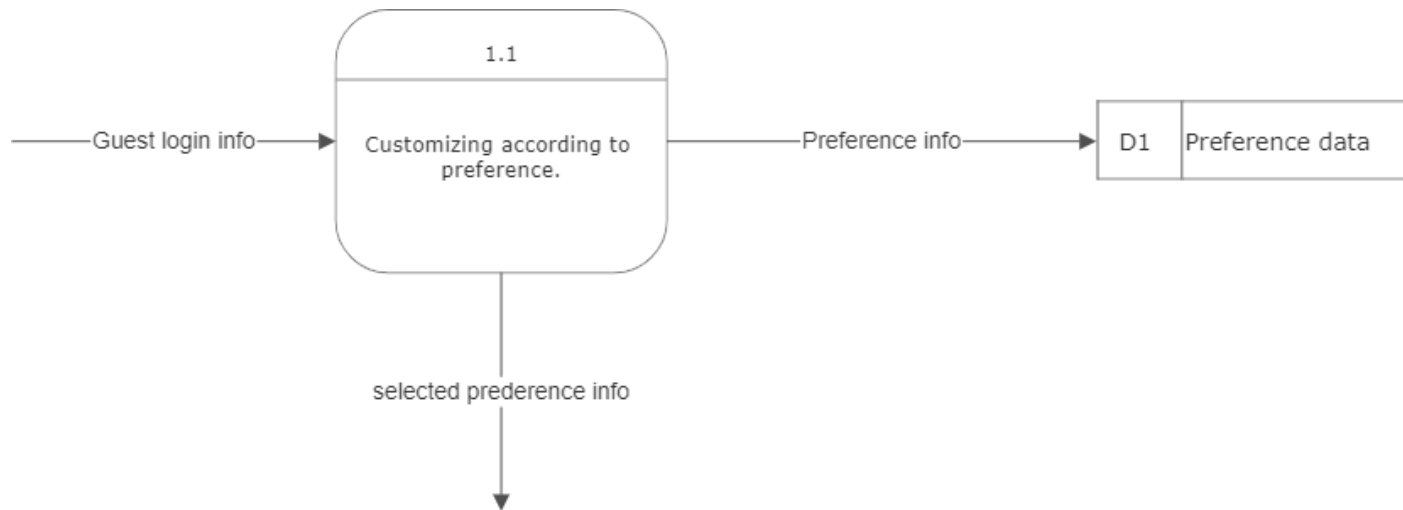 1.1
Guest login info
Customizing according to
preference.
Preference info
D1
Preference data
selected prederence info